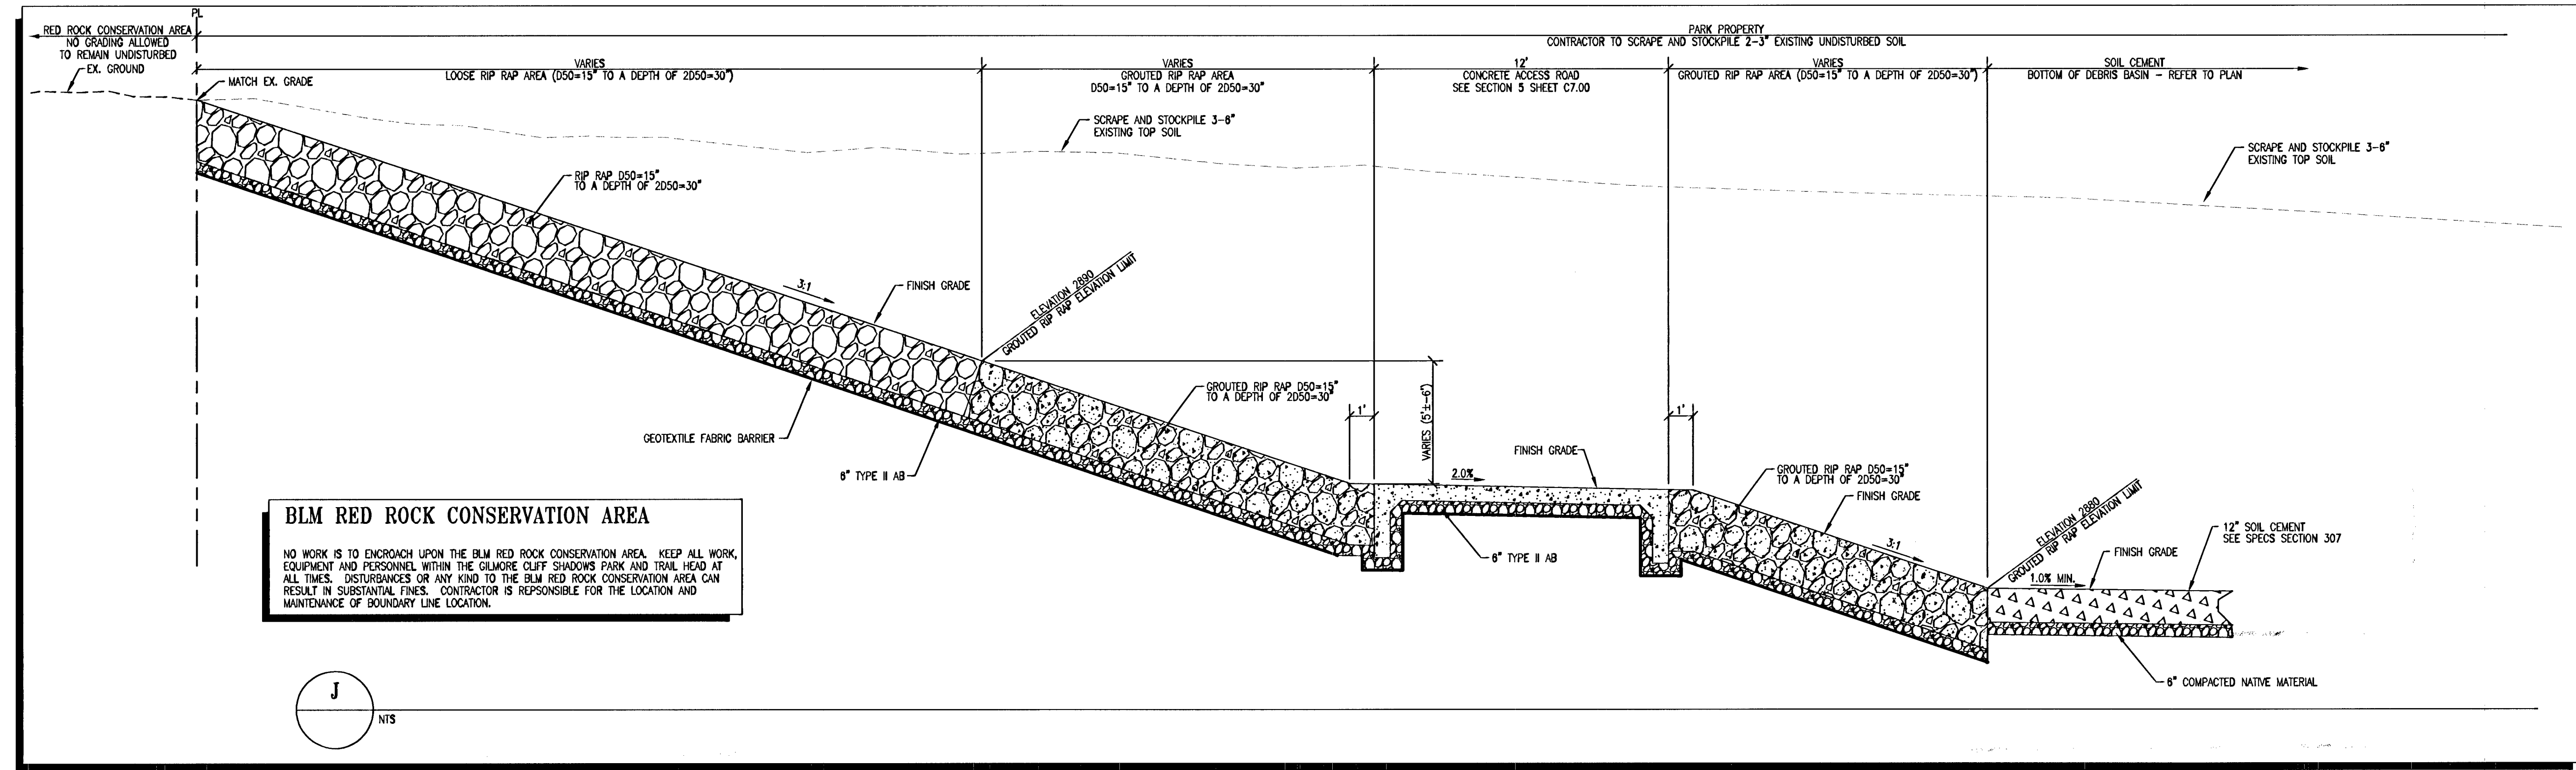 PL
RED ROCK CONSERVATION AREA
NO GRADING ALLOWED
TO REMAIN UNDISTURBED
EX. GROUND
MATCH EX. GRADE
PARK PROPERTY
CONTRACTOR TO SCRAPE AND STOCKPILE 2-3" EXISTING UNDISTURBED SOIL
VARIES
LOOSE RIP RAP AREA (D50=15" TO A DEPTH OF 2D50=30")
VARIES
GROUTED RIP RAP AREA
D50=15" TO A DEPTH OF 2D50=30"
12'
CONCRETE ACCESS ROAD
SEE SECTION 5 SHEET C7.00
VARIES
GROUTED RIP RAP AREA (D50=15" TO A DEPTH OF 2D50=30")
SOIL CEMENT
BOTTOM OF DEBRIS BASIN - REFER TO PLAN
SCRAPE AND STOCKPILE 3-6"
EXISTING TOP SOIL
SCRAPE AND STOCKPILE 3-6"
EXISTING TOP SOIL
RIP RAP D50=15"
TO A DEPTH OF 2D50=30"
3:1
FINISH GRADE
ELEVATION 2890
GROUTED RIP RAP ELEVATION LIMIT
GROUTED RIP RAP D50=15"
TO A DEPTH OF 2D50=30"
1'
VARIES (5'±-6")
1'
GEOTEXTILE FABRIC BARRIER
6" TYPE II AB
2.0%
FINISH GRADE
6" TYPE II AB
GROUTED RIP RAP D50=15"
TO A DEPTH OF 2D50=30"
FINISH GRADE
3:1
ELEVATION 2880
GROUTED RIP RAP ELEVATION LIMIT
1.0% MIN.
FINISH GRADE
12" SOIL CEMENT
SEE SPECS SECTION 307
6" COMPACTED NATIVE MATERIAL
BLM RED ROCK CONSERVATION AREA
NO WORK IS TO ENCROACH UPON THE BLM RED ROCK CONSERVATION AREA. KEEP ALL WORK,
EQUIPMENT AND PERSONNEL WITHIN THE GILMORE CLIFF SHADOWS PARK AND TRAIL HEAD AT
ALL TIMES. DISTURBANCES OR ANY KIND TO THE BLM RED ROCK CONSERVATION AREA CAN
RESULT IN SUBSTANTIAL FINES. CONTRACTOR IS REPSONSIBLE FOR THE LOCATION AND
MAINTENANCE OF BOUNDARY LINE LOCATION.
J
NTS